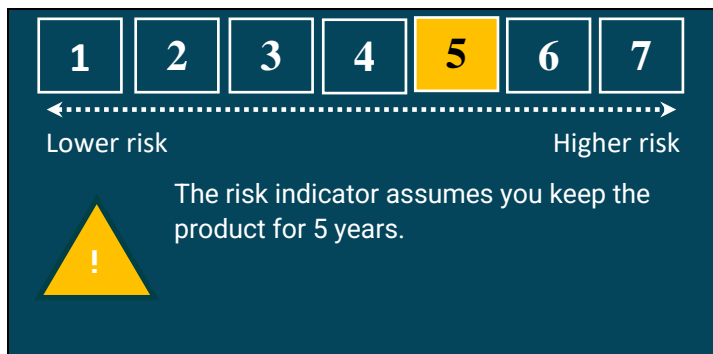 1 2 3 4 5 6 7
Lower risk Higher risk
The risk indicator assumes you keep the
product for 5 years.
!